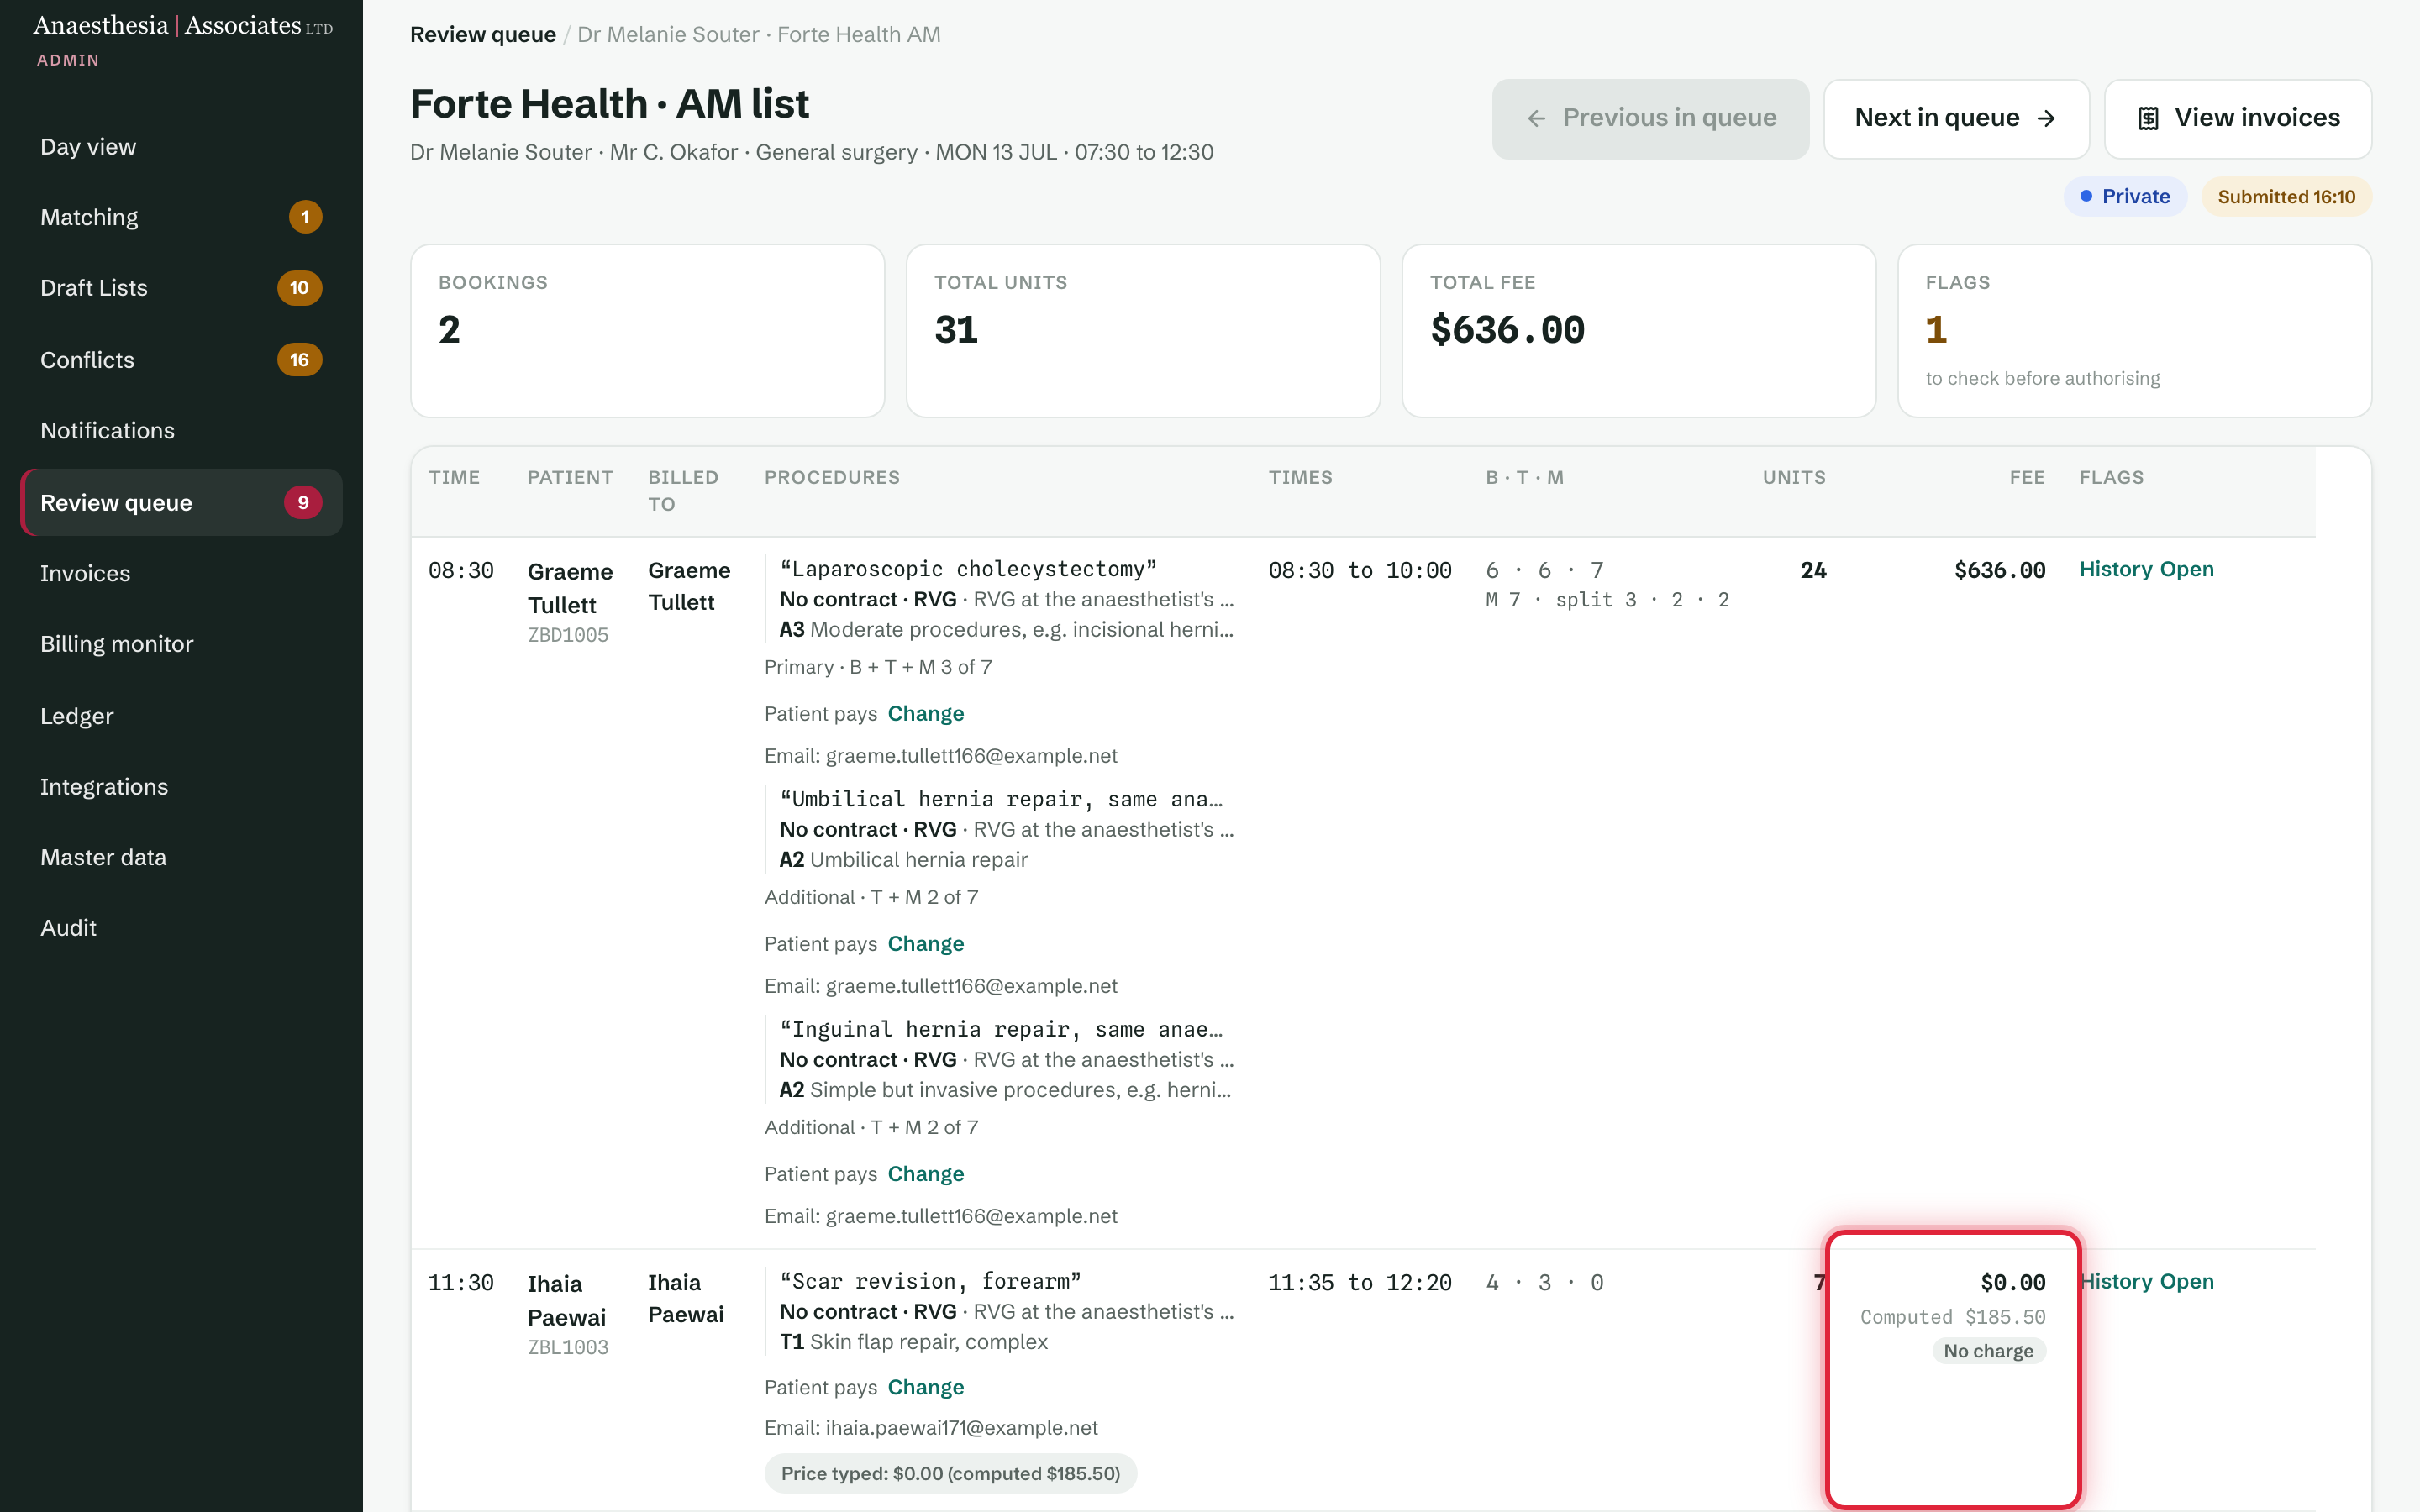 Anaesthesia | Associates LTD
ADMIN
Day view
Matching 1
Draft Lists 10
Conflicts 16
Notifications
Review queue 9
Invoices
Billing monitor
Ledger
Integrations
Master data
Audit
Review queue / Dr Melanie Souter · Forte Health AM
Forte Health · AM list
Dr Melanie Souter · Mr C. Okafor · General surgery · MON 13 JUL · 07:30 to 12:30
← Previous in queue
Next in queue →
View invoices
Private
Submitted 16:10
BOOKINGS
2
TOTAL UNITS
31
TOTAL FEE
$636.00
FLAGS
1
to check before authorising
TIME PATIENT BILLED TO PROCEDURES TIMES B · T · M UNITS FEE FLAGS
08:30
Graeme
Tullett
ZBD1005
Graeme
Tullett
“Laparoscopic cholecystectomy”
No contract · RVG · RVG at the anaesthetist's ...
A3 Moderate procedures, e.g. incisional herni...
Primary · B + T + M 3 of 7
Patient pays Change
Email: graeme.tullett166@example.net
“Umbilical hernia repair, same ana...
No contract · RVG · RVG at the anaesthetist's ...
A2 Umbilical hernia repair
Additional · T + M 2 of 7
Patient pays Change
Email: graeme.tullett166@example.net
“Inguinal hernia repair, same anae...
No contract · RVG · RVG at the anaesthetist's ...
A2 Simple but invasive procedures, e.g. herni...
Additional · T + M 2 of 7
Patient pays Change
Email: graeme.tullett166@example.net
08:30 to 10:00
6 · 6 · 7
M 7 · split 3 · 2 · 2
24
$636.00
History Open
11:30
Ihaia
Paewai
ZBL1003
Ihaia
Paewai
“Scar revision, forearm”
No contract · RVG · RVG at the anaesthetist's ...
T1 Skin flap repair, complex
Patient pays Change
Email: ihaia.paewai171@example.net
Price typed: $0.00 (computed $185.50)
11:35 to 12:20
4 · 3 · 0
7
$0.00
Computed $185.50
No charge
History Open